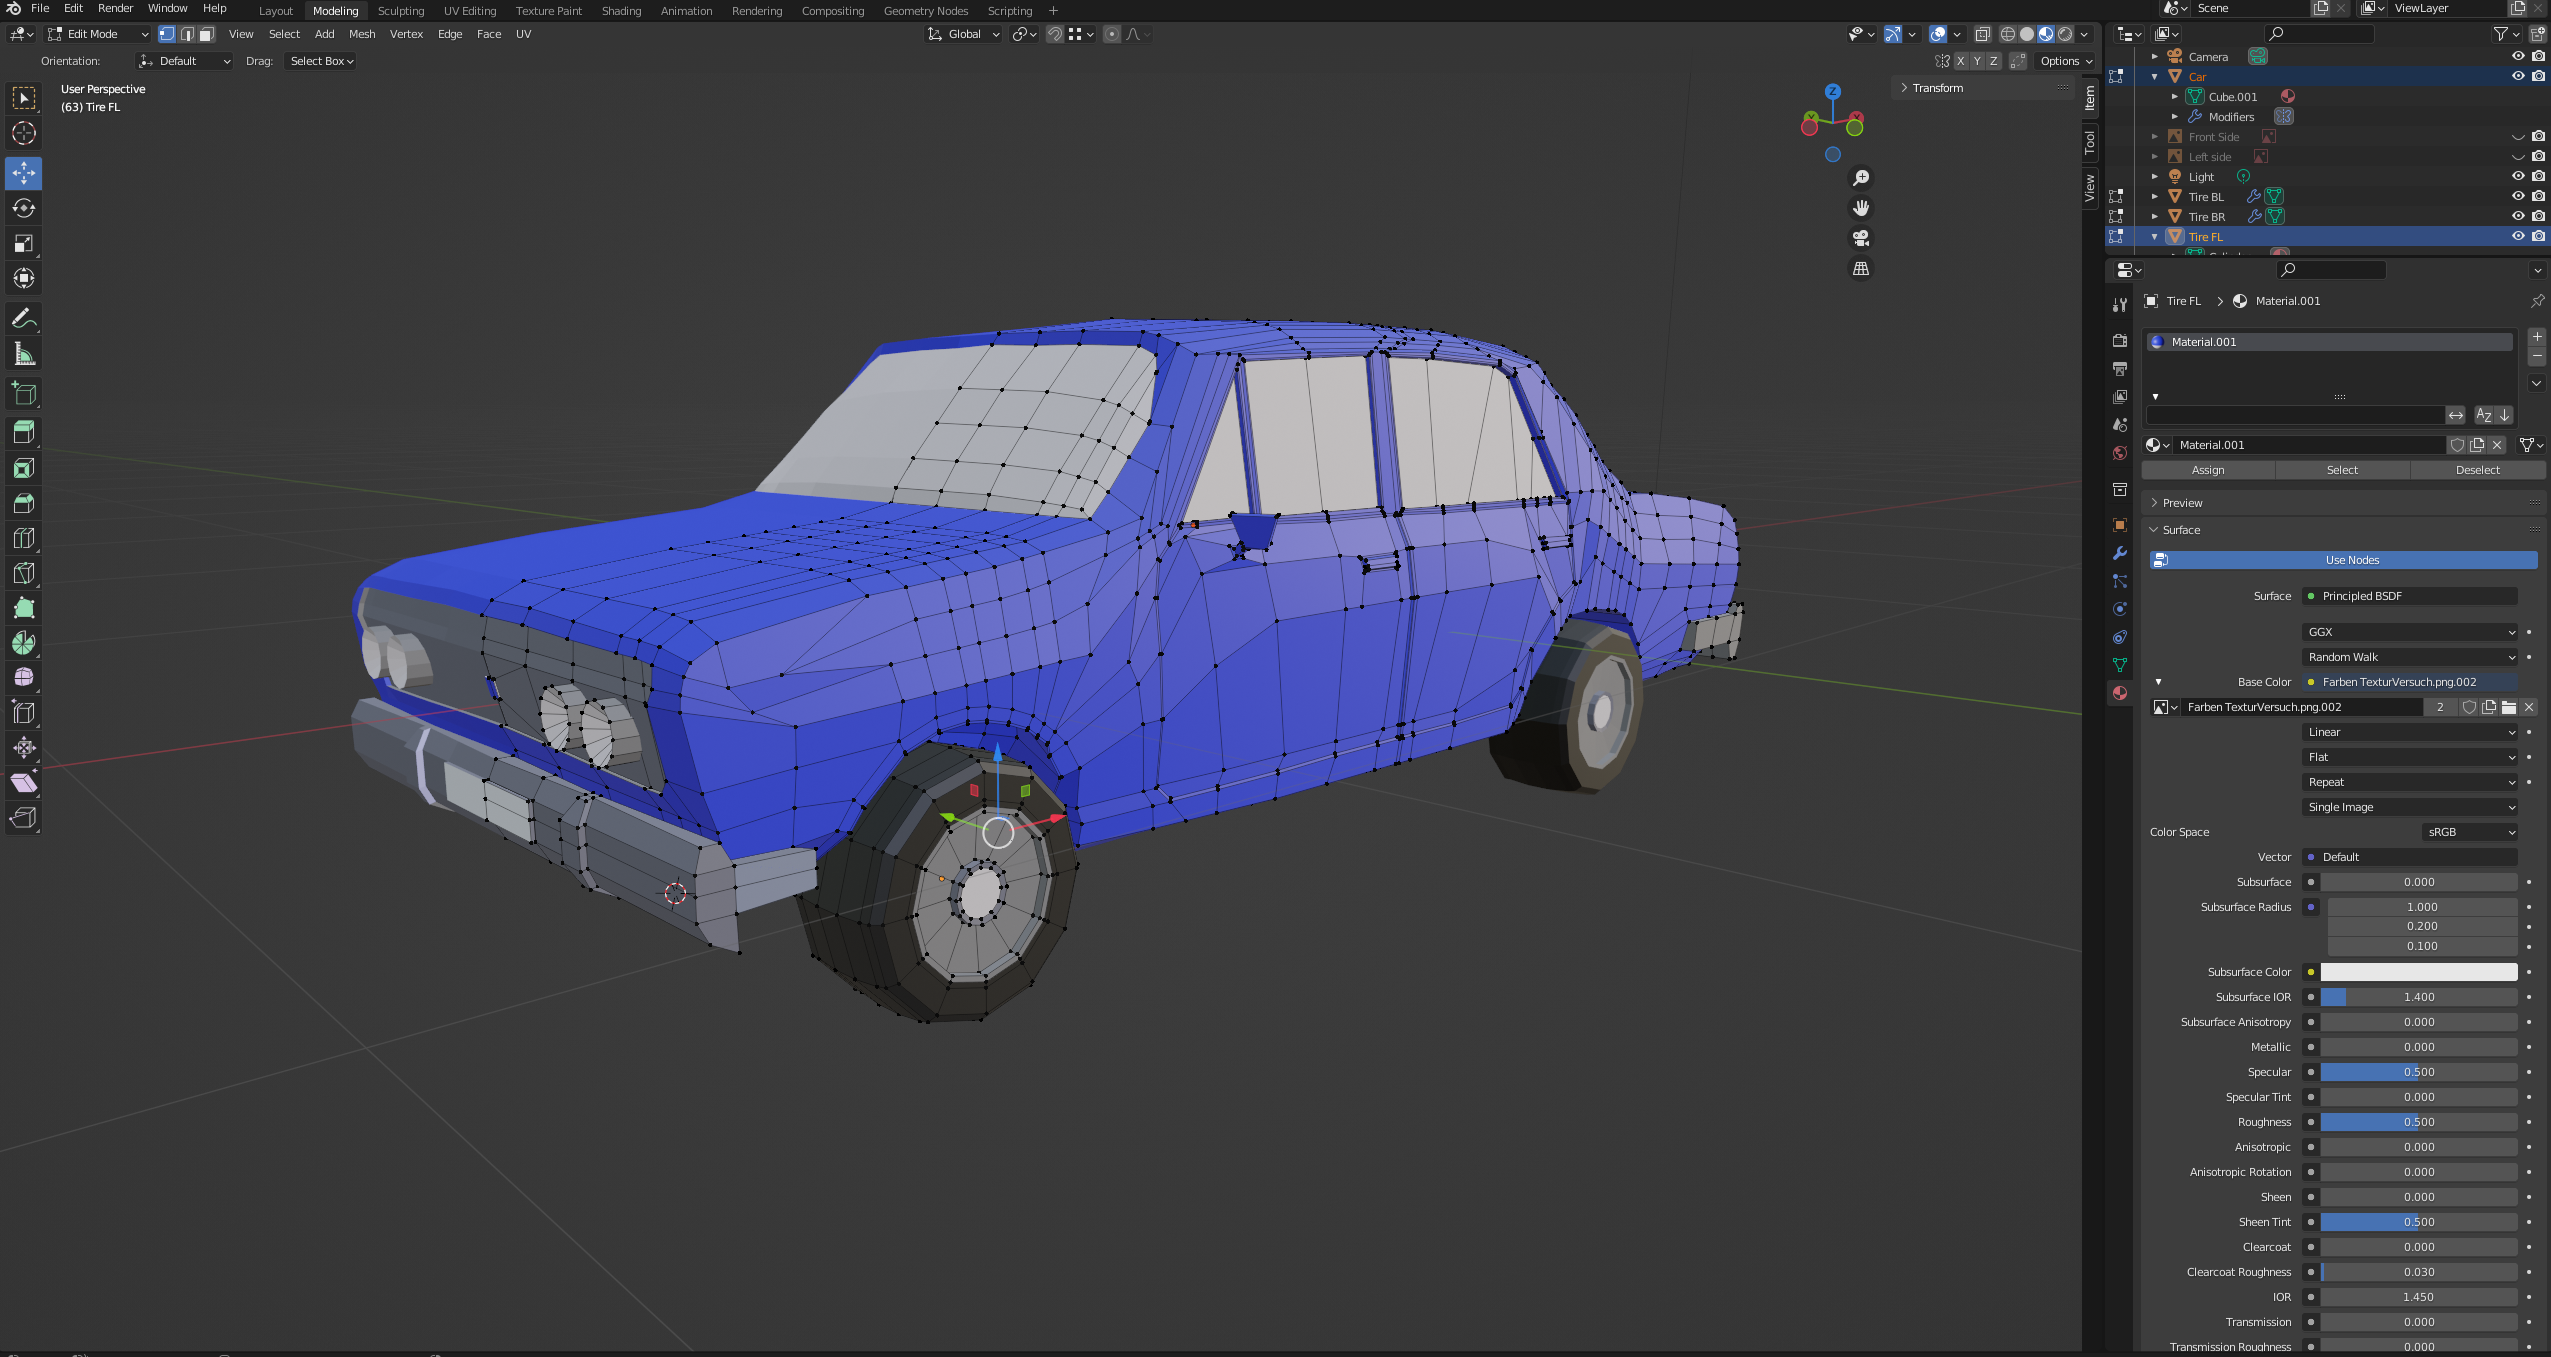 File Edit Render Window Help Layout Modeling Sculpting UV Editing Texture Paint Shading Animation Rendering Compositing Geometry Nodes Scripting + Scene ViewLayer
Edit Mode View Select Add Mesh Vertex Edge Face UV Global
Orientation: Default Drag: Select Box X Y Z Options
User Perspective
(63) Tire FL
Transform
Z
Y
X
Item
Tool
View
Camera
Car
Cube.001
Modifiers
Front Side
Left side
Light
Tire BL
Tire BR
Tire FL
Tire FL > Material.001
Material.001
AZ
Material.001
Assign Select Deselect
Preview
Surface
Use Nodes
Surface Principled BSDF
GGX
Random Walk
Base Color Farben TexturVersuch.png.002
Farben TexturVersuch.png.002 2
Linear
Flat
Repeat
Single Image
Color Space sRGB
Vector Default
Subsurface 0.000
Subsurface Radius 1.000
0.200
0.100
Subsurface Color
Subsurface IOR 1.400
Subsurface Anisotropy 0.000
Metallic 0.000
Specular 0.500
Specular Tint 0.000
Roughness 0.500
Anisotropic 0.000
Anisotropic Rotation 0.000
Sheen 0.000
Sheen Tint 0.500
Clearcoat 0.000
Clearcoat Roughness 0.030
IOR 1.450
Transmission 0.000
Transmission Roughness 0.000